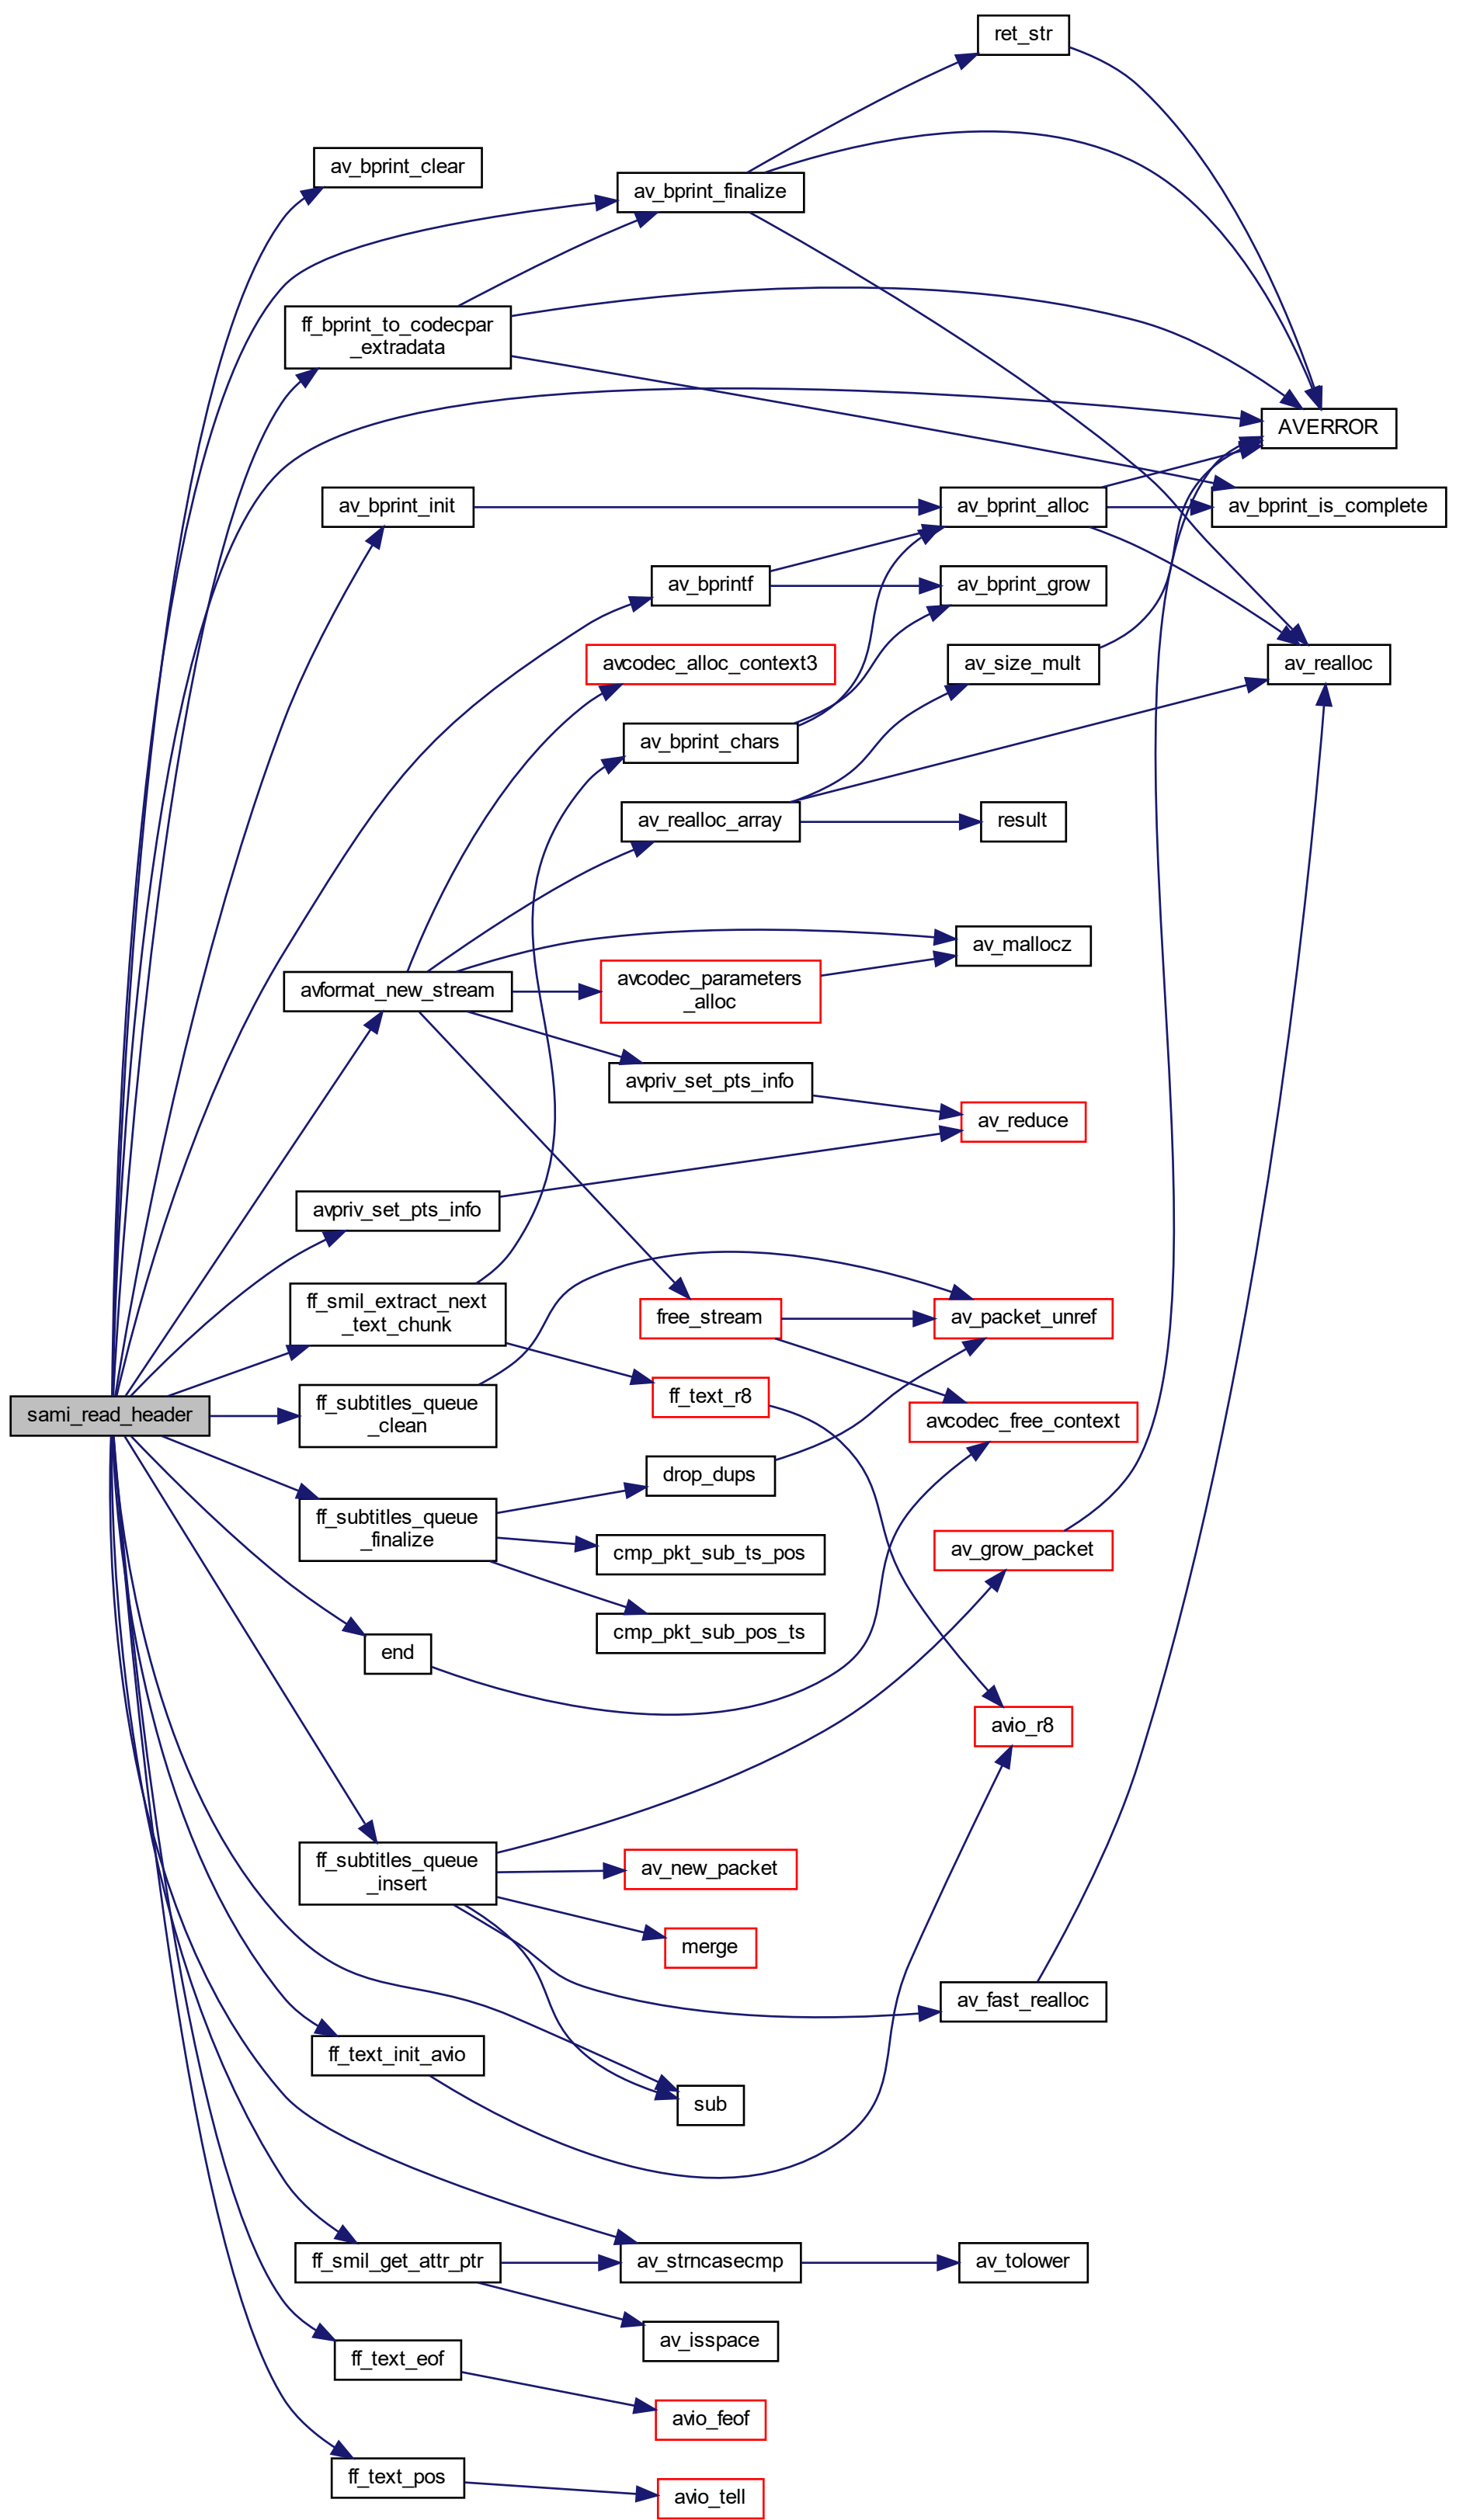 ret_str
av_bprint_clear
av_bprint_finalize
ff_bprint_to_codecpar
_extradata
AVERROR
av_bprint_init
av_bprint_alloc
av_bprint_is_complete
av_bprintf
av_bprint_grow
avcodec_alloc_context3
av_size_mult
av_realloc
av_bprint_chars
av_realloc_array
result
av_mallocz
avformat_new_stream
avcodec_parameters
_alloc
avpriv_set_pts_info
av_reduce
avpriv_set_pts_info
ff_smil_extract_next
_text_chunk
free_stream
av_packet_unref
ff_text_r8
sami_read_header
ff_subtitles_queue
_clean
avcodec_free_context
drop_dups
ff_subtitles_queue
_finalize
cmp_pkt_sub_ts_pos
av_grow_packet
cmp_pkt_sub_pos_ts
end
avio_r8
ff_subtitles_queue
_insert
av_new_packet
merge
av_fast_realloc
ff_text_init_avio
sub
ff_smil_get_attr_ptr
av_strncasecmp
av_tolower
av_isspace
ff_text_eof
avio_feof
ff_text_pos
avio_tell